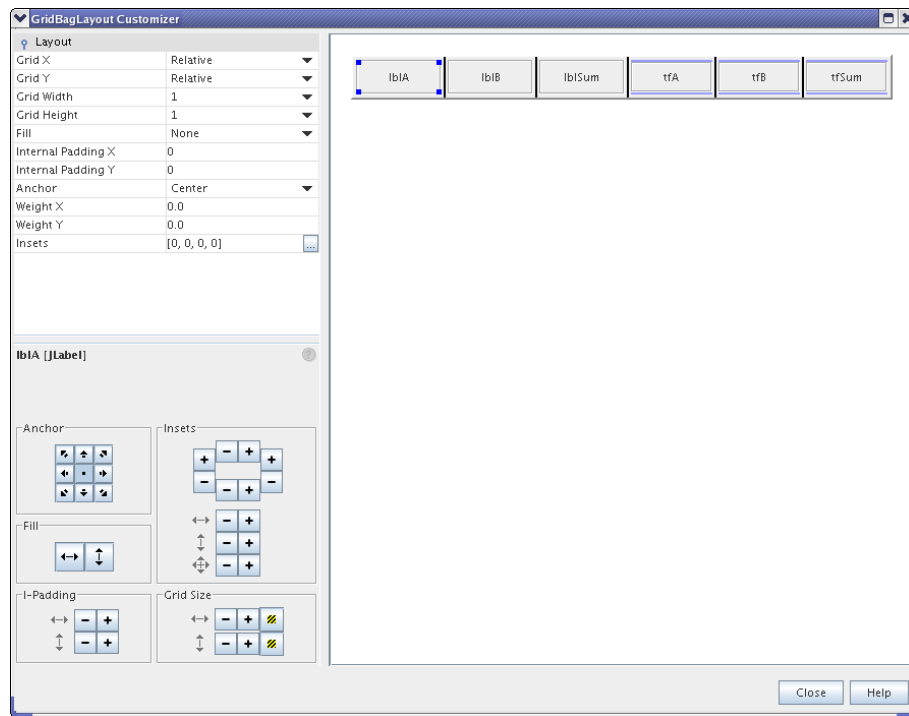 GridBagLayout Customizer
Layout
Grid X Relative
Grid Y Relative
Grid Width 1
Grid Height 1
Fill None
Internal Padding X 0
Internal Padding Y 0
Anchor Center
Weight X 0.0
Weight Y 0.0
Insets [0, 0, 0, 0] ...
lblA [JLabel] ?
Anchor
Insets
Fill
I-Padding
Grid Size
lblA lblB lblSum tfA tfB tfSum
Close Help